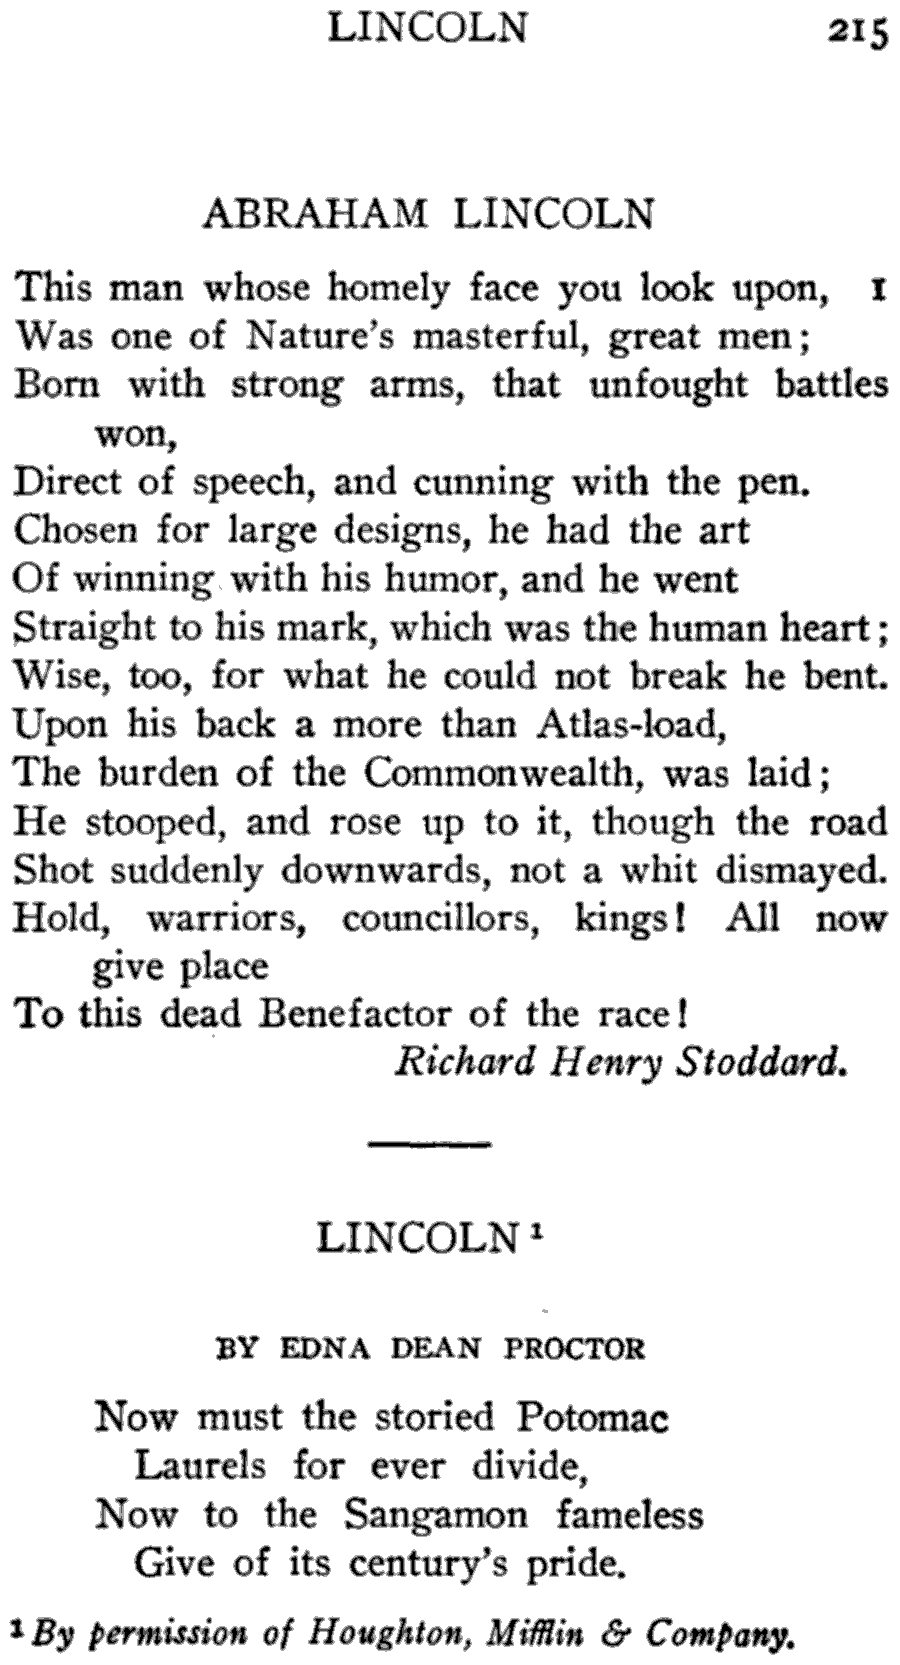 LINCOLN 215
ABRAHAM LINCOLN
This man whose homely face you look upon, 1
Was one of Nature's masterful, great men;
Born with strong arms, that unfought battles
won,
Direct of speech, and cunning with the pen.
Chosen for large designs, he had the art
Of winning with his humor, and he went
Straight to his mark, which was the human heart;
Wise, too, for what he could not break he bent.
Upon his back a more than Atlas-load,
The burden of the Commonwealth, was laid;
He stooped, and rose up to it, though the road
Shot suddenly downwards, not a whit dismayed.
Hold, warriors, councillors, kings! All now
give place
To this dead Benefactor of the race!
Richard Henry Stoddard.
LINCOLN ¹
BY EDNA DEAN PROCTOR
Now must the storied Potomac
Laurels for ever divide,
Now to the Sangamon fameless
Give of its century's pride.
¹ By permission of Houghton, Mifflin & Company.